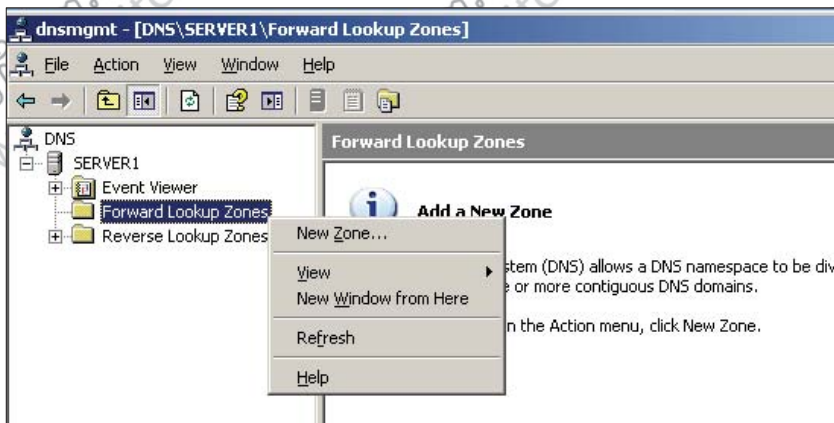 dnsmgmt - [DNS\SERVER1\Forward Lookup Zones]
File Action View Window Help
DNS
SERVER1
Event Viewer
Forward Lookup Zones
Reverse Lookup Zones
Forward Lookup Zones
Add a New Zone
stem (DNS) allows a DNS namespace to be div
or more contiguous DNS domains.
n the Action menu, click New Zone.
New Zone...
View
New Window from Here
Refresh
Help